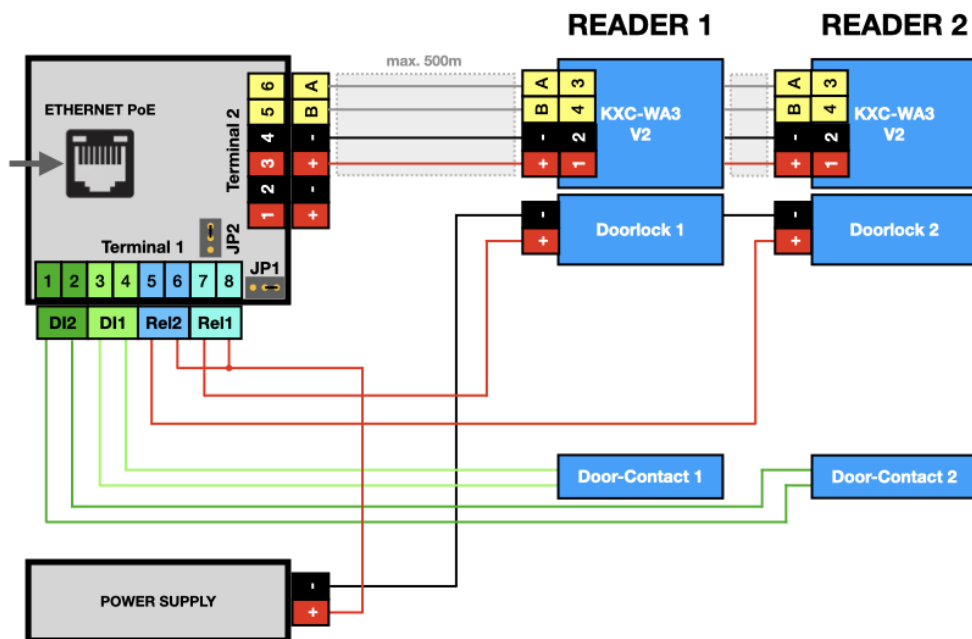 READER 1
READER 2
max. 500m
ETHERNET PoE
Terminal 2
6 A
5 B
4 -
3 +
2 -
1 +
A 3
B 4
- 2
+ 1
KXC-WA3
V2
A 3
B 4
- 2
+ 1
KXC-WA3
V2
-
+
Doorlock 1
-
+
Doorlock 2
JP2
Terminal 1
JP1
1 2 3 4 5 6 7 8
DI2 DI1 Rel2 Rel1
Door-Contact 1
Door-Contact 2
POWER SUPPLY
-
+